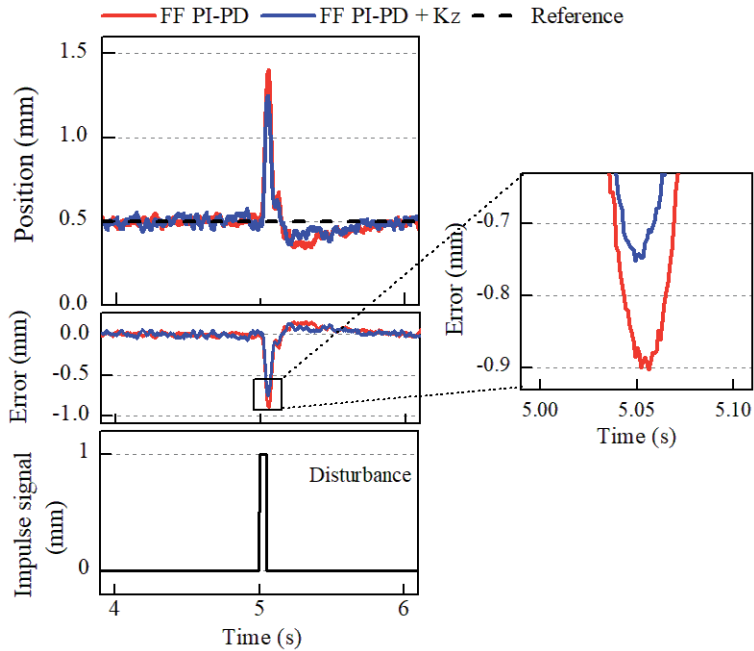 FF PI-PD FF PI-PD + Kz Reference
Position (mm)
1.5
1.0
0.5
0.0
Error (mm)
0.0
-0.5
-1.0
Impulse signal
(mm)
1
0
Disturbance
4 5 6
Time (s)
Error (mm)
-0.7
-0.8
-0.9
5.00 5.05 5.10
Time (s)